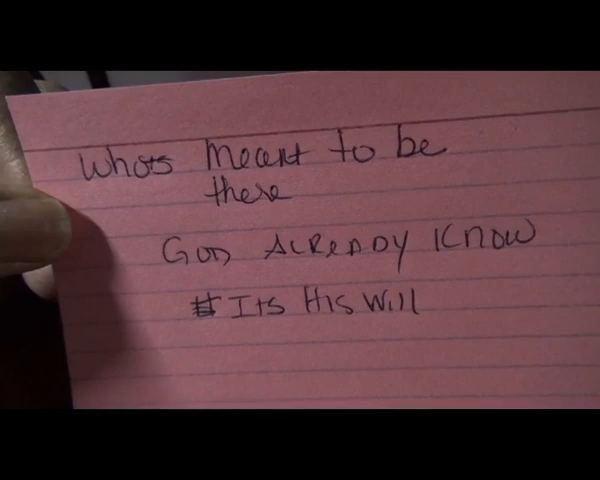 Whos meant to be
there
GOD ALREADY KNOW
# Its His Will